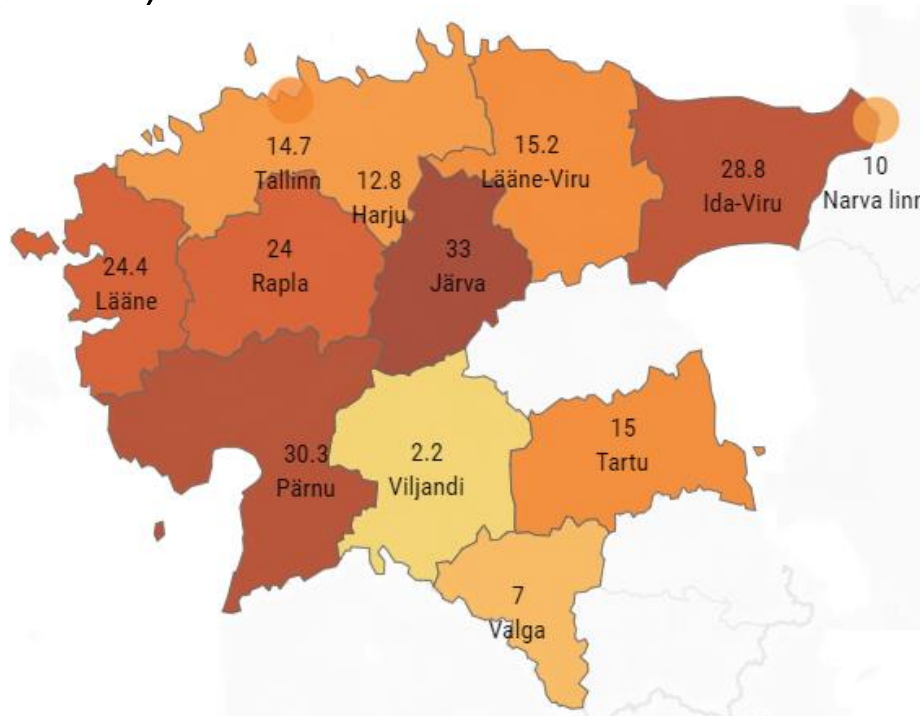 14.7
Tallinn
12.8
Harju
15.2
Lääne-Viru
28.8
Ida-Viru
10
Narva linn
24.4
Lääne
24
Rapla
33
Järva
30.3
Pärnu
2.2
Viljandi
15
Tartu
7
Valga